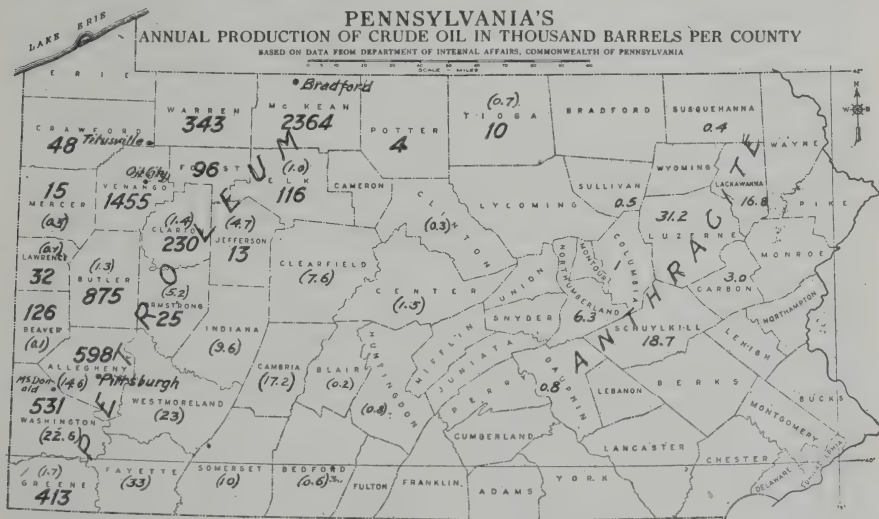 PENNSYLVANIA'S
ANNUAL PRODUCTION OF CRUDE OIL IN THOUSAND BARRELS PER COUNTY
BASED ON DATA FROM DEPARTMENT OF INTERNAL AFFAIRS, COMMONWEALTH OF PENNSYLVANIA
SCALE - MILES
LAKE ERIE
ERIE
CRAWFORD
48
Titusville
WARREN
343
Bradford
Mc KEAN
2364
POTTER
4
(0.7)
TIOGA
10
BRADFORD
SUSQUEHANNA
0.4
WAYNE
W
15
MERCER
(0.3)
Oil City
VENANGO
1455
FOREST
96
(1.0)
ELK
116
CAMERON
CLINTON
(0.3)
LYCOMING
SULLIVAN
0.5
WYOMING
LACKAWANNA
16.8
PIKE
LAWRENCE
32
(1.3)
BUTLER
875
(1.4)
CLARION
230
(4.7)
JEFFERSON
13
CLEARFIELD
(7.6)
CENTER
(1.5)
UNION
NORTHUMBERLAND
6.3
MONTOUR
COLUMBIA
1
31.2
LUZERNE
MONROE
3.0
CARBON
126
BEAVER
(0.1)
(5.2)
ARMSTRONG
25
INDIANA
(9.6)
SNYDER
MIFFLIN
JUNIATA
PERRY
SCHUYLKILL
18.7
NORTHAMPTON
LEHIGH
598
ALLEGHENY
(14.6)
Pittsburgh
McDonald
531
WASHINGTON
(22.6)
WESTMORELAND
(23)
CAMBRIA
(17.2)
BLAIR
(0.2)
HUNTINGDON
(0.8)
DAUPHIN
0.8
LEBANON
BERKS
BUCKS
MONTGOMERY
CUMBERLAND
LANCASTER
CHESTER
DELAWARE
PHILADELPHIA
(1.7)
GREENE
413
FAYETTE
(33)
SOMERSET
(10)
BEDFORD
(0.6)
FULTON
FRANKLIN
ADAMS
YORK
PETROLEUM
ANTHRACITE